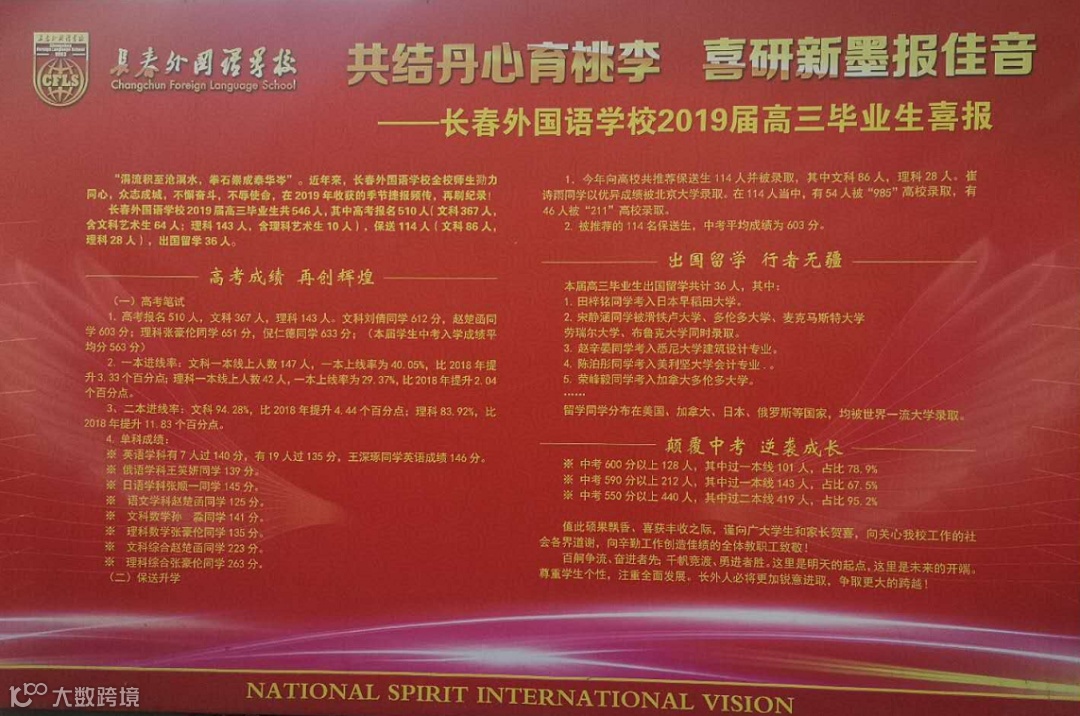 长春外国语学校
Changchun
Foreign Language School
CFLS
长春外国语学校
Changchun Foreign Language School
共结丹心育桃李 喜研新墨报佳音
——长春外国语学校2019届高三毕业生喜报
“涓流积至沧溟水，拳石崇成泰华岑”。近年来，长春外国语学校全校师生勠力
同心，众志成城，不懈奋斗，不辱使命，在2019年收获的季节捷报频传，再刷纪录！
长春外国语学校2019届高三毕业生共546人，其中高考报名510人（文科367人，
含文科艺术生64人；理科143人，含理科艺术生10人），保送114人（文科86人，
理科28人），出国留学36人。
高考成绩 再创辉煌
（一）高考笔试
1. 高考报名510人，文科367人，理科143人。文科刘倩同学612分，赵楚函同
学603分；理科张豪伦同学651分，倪仁德同学633分；（本届学生中考入学成绩平
均分563分）
2. 一本进线率：文科一本线上人数147人，一本上线率为40.05%，比2018年提
升3.33个百分点；理科一本线上人数42人，一本上线率为29.37%，比2018年提升2.04
个百分点。
3、二本进线率：文科94.28%，比2018年提升4.44个百分点；理科83.92%，比
2018年提升11.83个百分点。
4. 单科成绩：
※ 英语学科有7人过140分，有19人过135分，王深琢同学英语成绩146分。
※ 俄语学科王芺妍同学139分。
※ 日语学科张顺一同学145分。
※ 语文学科赵楚函同学125分。
※ 文科数学孙 淼同学141分。
※ 理科数学张豪伦同学135分。
※ 文科综合赵楚函同学223分。
※ 理科综合张豪伦同学263分。
（二）保送升学
1. 今年向高校共推荐保送生114人并被录取，其中文科86人，理科28人。崔
诗雨同学以优异成绩被北京大学录取。在114人当中，有54人被“985”高校录取，有
46人被“211”高校录取。
2. 被推荐的114名保送生，中考平均成绩为603分。
出国留学 行者无疆
本届高三毕业生出国留学共计36人，其中：
1. 田梓铭同学考入日本早稻田大学。
2. 宋静涵同学被滑铁卢大学、多伦多大学、麦克马斯特大学
劳瑞尔大学、布鲁克大学同时录取。
3. 赵辛晏同学考入悉尼大学建筑设计专业。
4. 陈泊彤同学考入美利坚大学会计专业．。
5. 荣峰毅同学考入加拿大多伦多大学。
……
留学同学分布在美国、加拿大、日本、俄罗斯等国家，均被世界一流大学录取。
颠覆中考 逆袭成长
※ 中考600分以上128人，其中过一本线101人，占比78.9%
※ 中考590分以上212人，其中过一本线143人，占比67.5%
※ 中考550分以上440人，其中过二本线419人，占比95.2%
值此硕果飘香、喜获丰收之际，谨向广大学生和家长贺喜，向关心我校工作的社
会各界道谢，向辛勤工作创造佳绩的全体教职工致敬！
百舸争流、奋进者先，千帆竞渡、勇进者胜。这里是明天的起点，这里是未来的开端。
尊重学生个性，注重全面发展，长外人必将更加锐意进取，争取更大的跨越！
NATIONAL SPIRIT INTERNATIONAL VISION
大数跨境